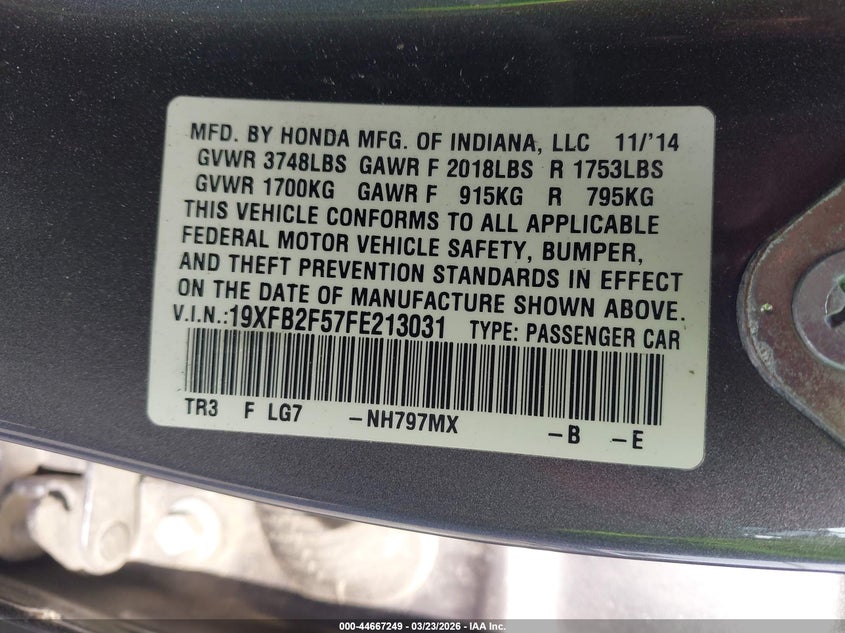 MFD. BY HONDA MFG. OF INDIANA, LLC 11/'14
GVWR 3748LBS GAWR F 2018LBS R 1753LBS
GVWR 1700KG GAWR F 915KG R 795KG
THIS VEHICLE CONFORMS TO ALL APPLICABLE
FEDERAL MOTOR VEHICLE SAFETY, BUMPER,
AND THEFT PREVENTION STANDARDS IN EFFECT
ON THE DATE OF MANUFACTURE SHOWN ABOVE.
V.I.N.:19XFB2F57FE213031 TYPE: PASSENGER CAR
TR3 F LG7 -NH797MX -B -E
000-44667249 - 03/23/2026 - IAA Inc.